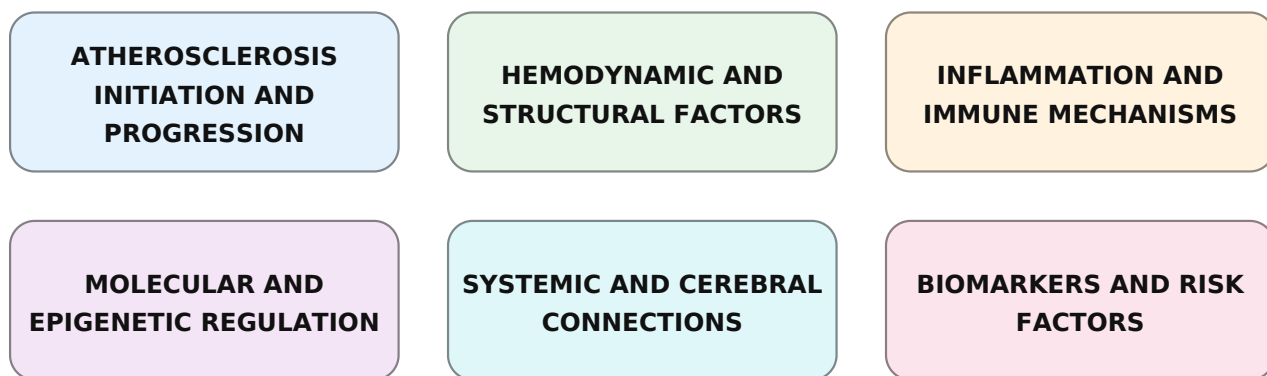 ATHEROSCLEROSIS
INITIATION AND
PROGRESSION
HEMODYNAMIC AND
STRUCTURAL FACTORS
INFLAMMATION AND
IMMUNE MECHANISMS
MOLECULAR AND
EPIGENETIC REGULATION
SYSTEMIC AND CEREBRAL
CONNECTIONS
BIOMARKERS AND RISK
FACTORS